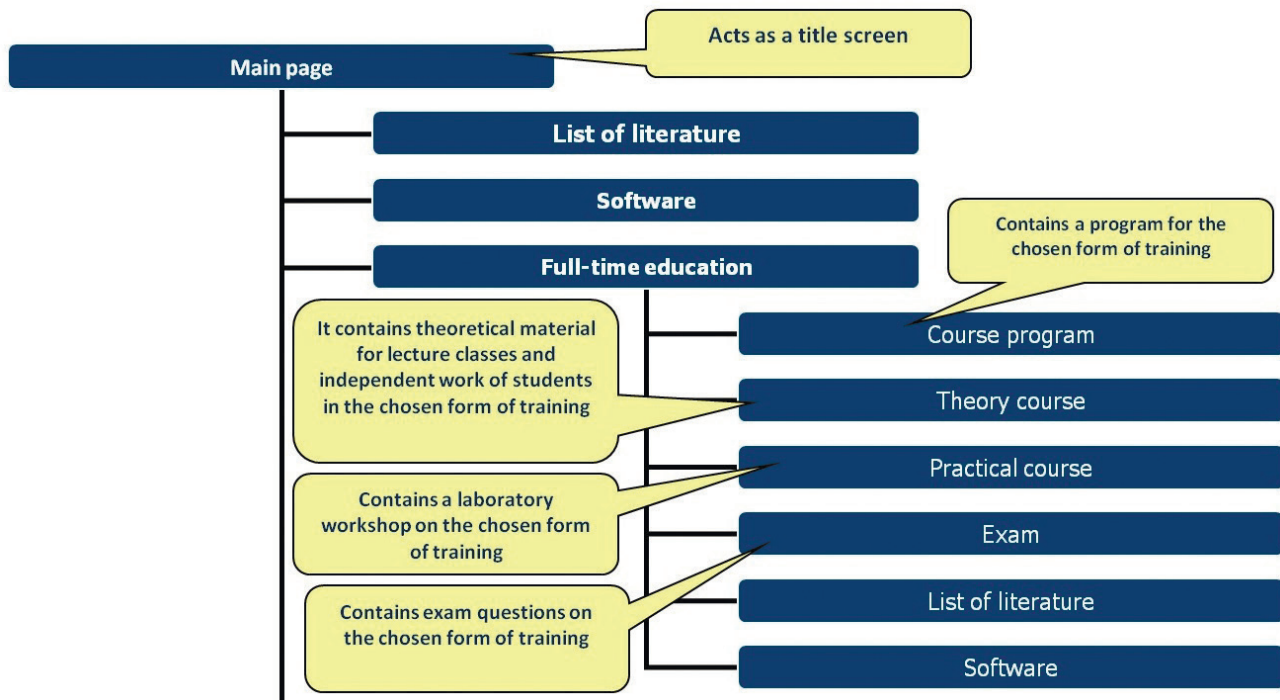 Acts as a title screen
Main page
List of literature
Software
Contains a program for the
chosen form of training
Full-time education
It contains theoretical material
for lecture classes and
independent work of students
in the chosen form of training
Course program
Theory course
Practical course
Contains a laboratory
workshop on the chosen form
of training
Exam
Contains exam questions on
the chosen form of training
List of literature
Software